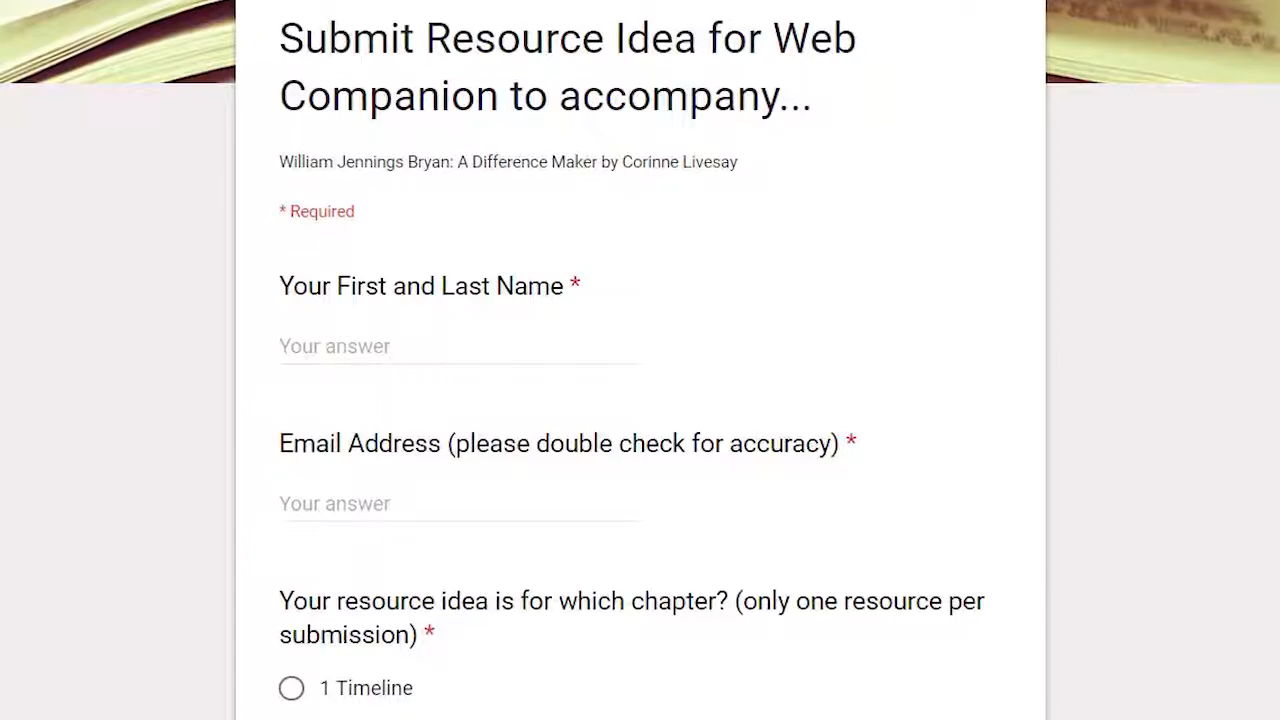 Submit Resource Idea for Web
Companion to accompany...
William Jennings Bryan: A Difference Maker by Corinne Livesay
* Required
Your First and Last Name *
Your answer
Email Address (please double check for accuracy) *
Your answer
Your resource idea is for which chapter? (only one resource per
submission) *
1 Timeline